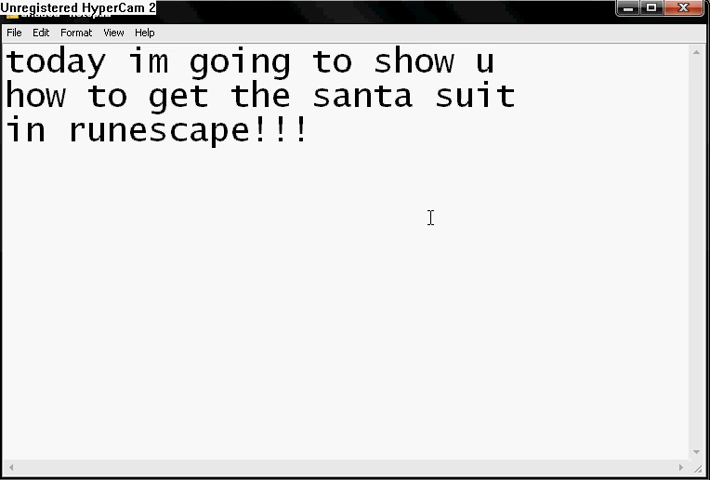 Unregistered HyperCam 2
File Edit Format View Help
today im going to show u
how to get the santa suit
in runescape!!!